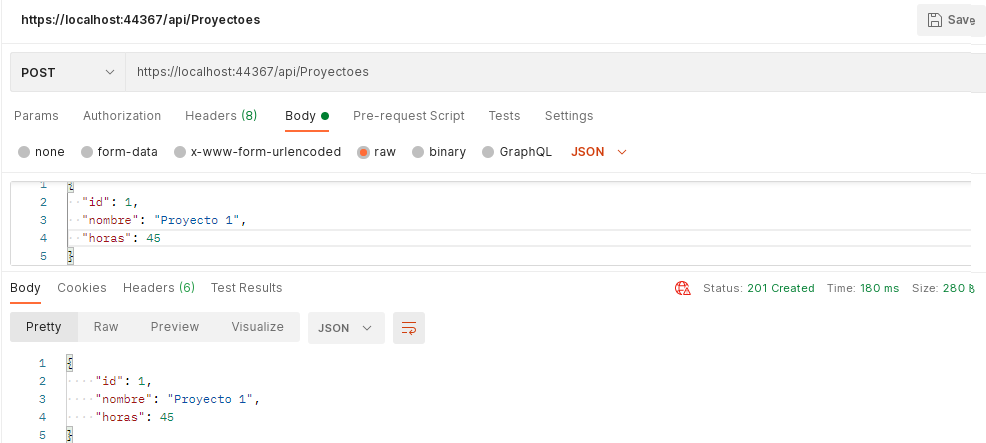 https://localhost:44367/api/Proyectoes
Save
POST
https://localhost:44367/api/Proyectoes
Params Authorization Headers (8) Body Pre-request Script Tests Settings
none form-data x-www-form-urlencoded raw binary GraphQL JSON
1 {
2 "id": 1,
3 "nombre": "Proyecto 1",
4 "horas": 45
5 }
Body Cookies Headers (6) Test Results Status: 201 Created Time: 180 ms Size: 280 B
Pretty Raw Preview Visualize JSON
1 {
2 "id": 1,
3 "nombre": "Proyecto 1",
4 "horas": 45
5 }